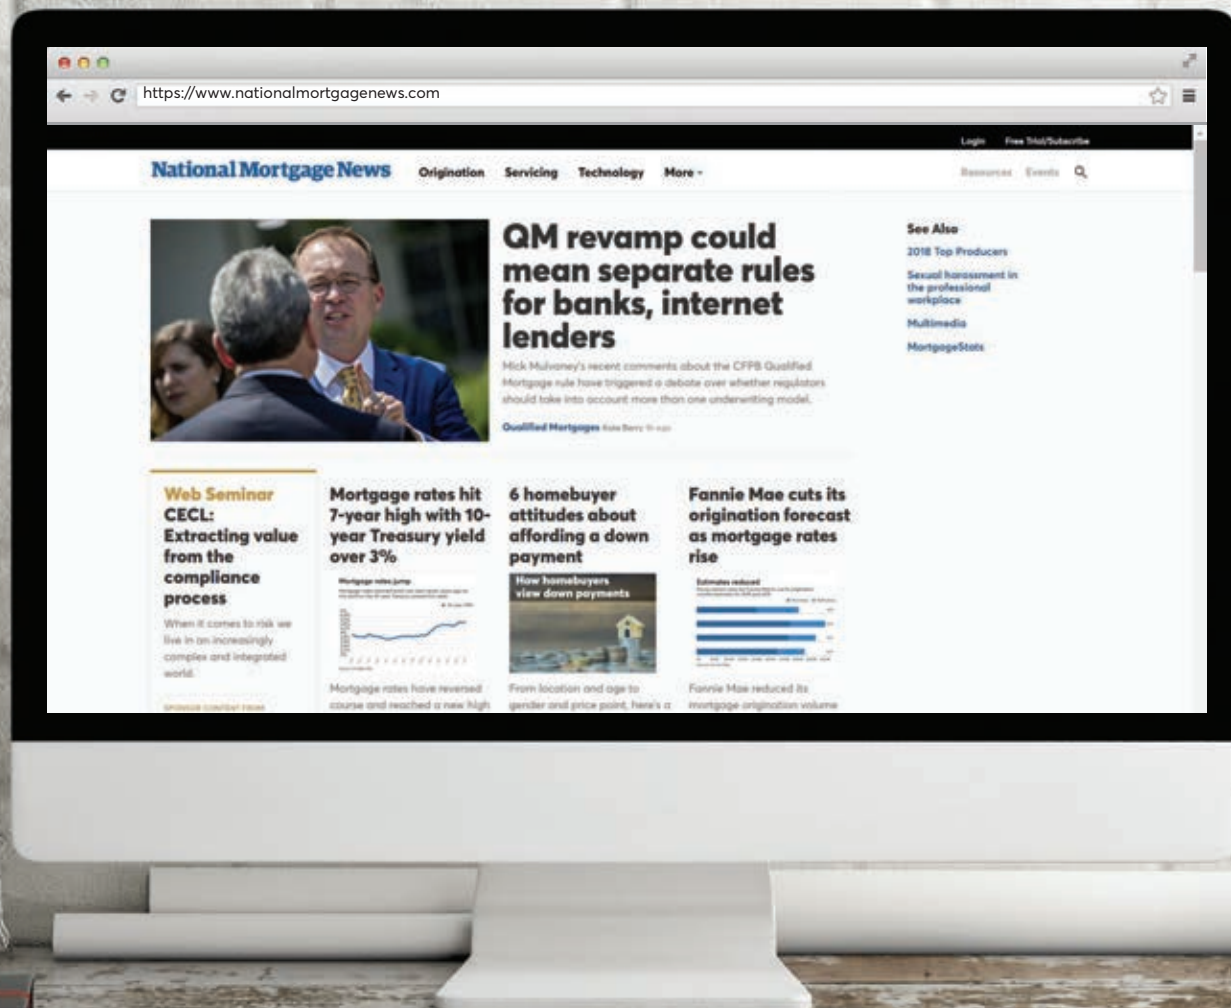 https://www.nationalmortgagenews.com
Login Free Trial/Subscribe
National Mortgage News Origination Servicing Technology More
Resources Events
QM revamp could
mean separate rules
for banks, internet
lenders
Mick Mulvaney's recent comments about the CFPB Qualified
Mortgage rule have triggered a debate over whether regulators
should take into account more than one underwriting model.
Qualified Mortgages Kate Berry
See Also
2018 Top Producers
Sexual harassment in
the professional
workplace
Multimedia
MortgageStats
Web Seminar
CECL:
Extracting value
from the
compliance
process
When it comes to risk we
live in an increasingly
complex and integrated
world.
SPONSOR CONTENT FROM
Mortgage rates hit
7-year high with 10-
year Treasury yield
over 3%
Mortgage rates jump
Mortgage rates have reversed
course and reached a new high
6 homebuyer
attitudes about
affording a down
payment
How homebuyers
view down payments
From location and age to
gender and price point, here's a
Fannie Mae cuts its
origination forecast
as mortgage rates
rise
Estimates reduced
Fannie Mae reduced its
mortgage origination volume